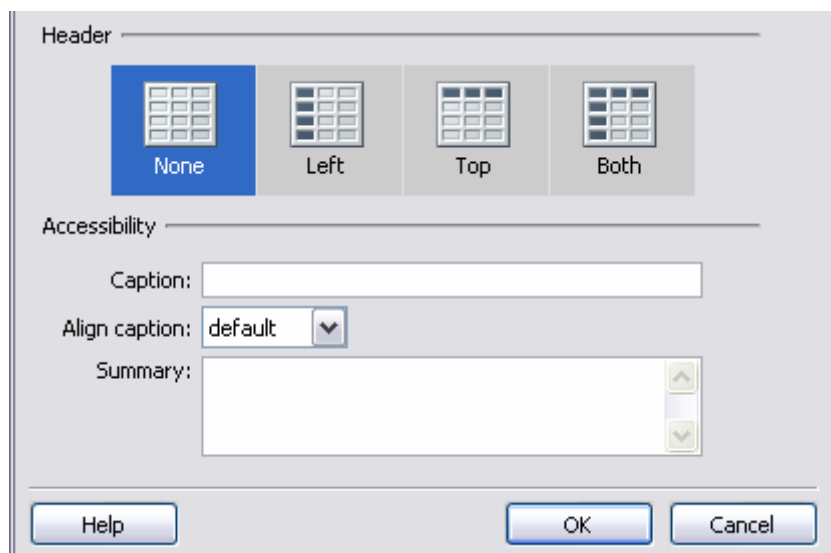 Header
None Left Top Both
Accessibility
Caption:
Align caption: default
Summary:
Help OK Cancel